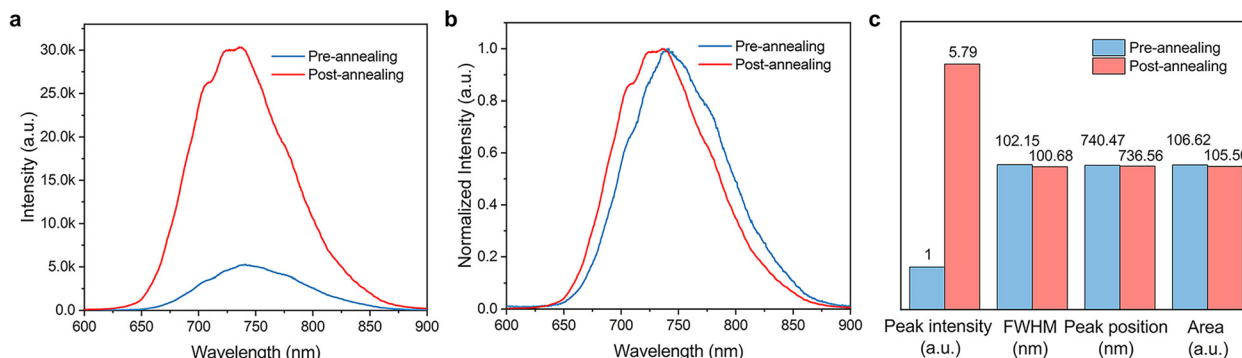 a
Intensity (a.u.)
30.0k
25.0k
20.0k
15.0k
10.0k
5.0k
0.0
Pre-annealing
Post-annealing
600 650 700 750 800 850 900
Wavelength (nm)
b
Normalized Intensity (a.u.)
1.0
0.8
0.6
0.4
0.2
0.0
Pre-annealing
Post-annealing
600 650 700 750 800 850 900
Wavelength (nm)
c
Pre-annealing
Post-annealing
1 5.79
102.15 100.68
740.47 736.56
106.62
Peak intensity
(a.u.)
FWHM
(nm)
Peak position
(nm)
Area
(a.u.)